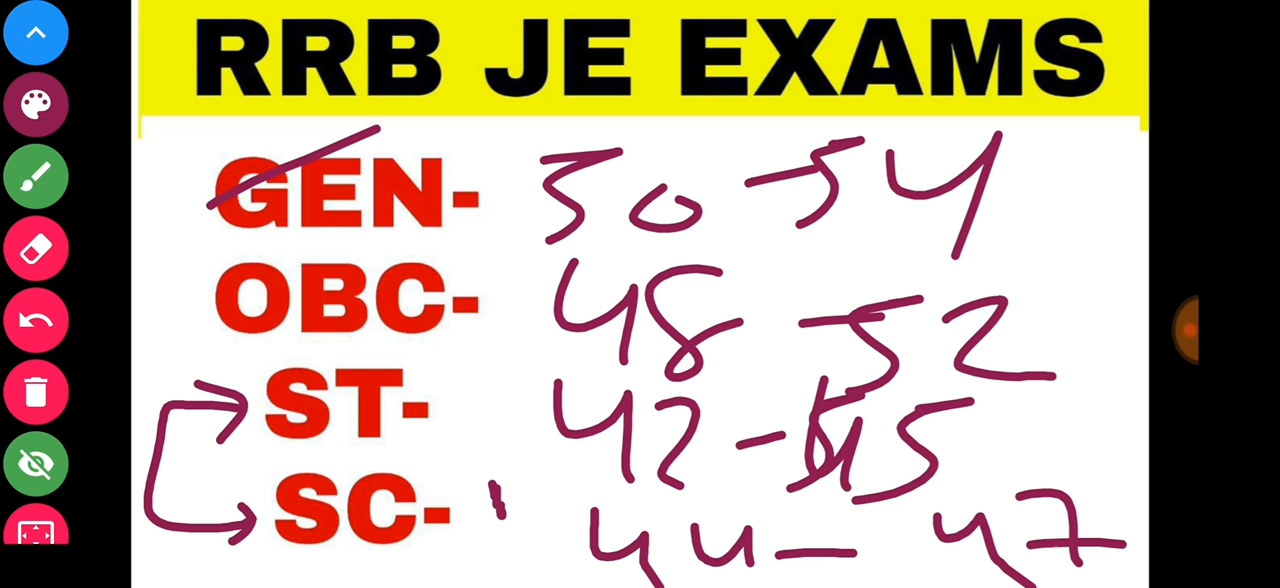 RRB JE EXAMS
GEN- 50-54
OBC- 48-52
ST- 42-45
SC- 44-47